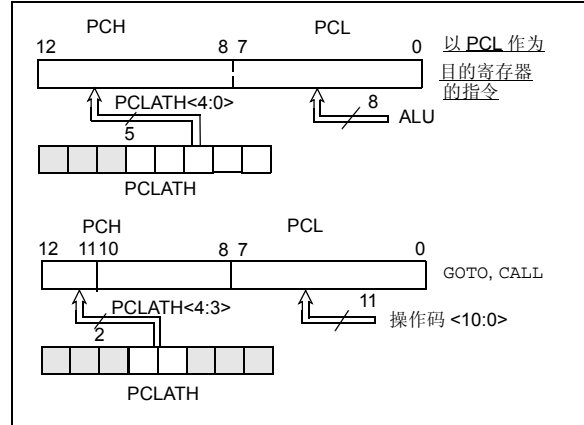 PCH PCL
12 8 7 0
以 PCL 作为
目的寄存器
的指令
PCLATH<4:0>
5
8
ALU
PCLATH
PCH PCL
12 11 10 8 7 0
GOTO, CALL
PCLATH<4:3>
2
11
操作码 <10:0>
PCLATH